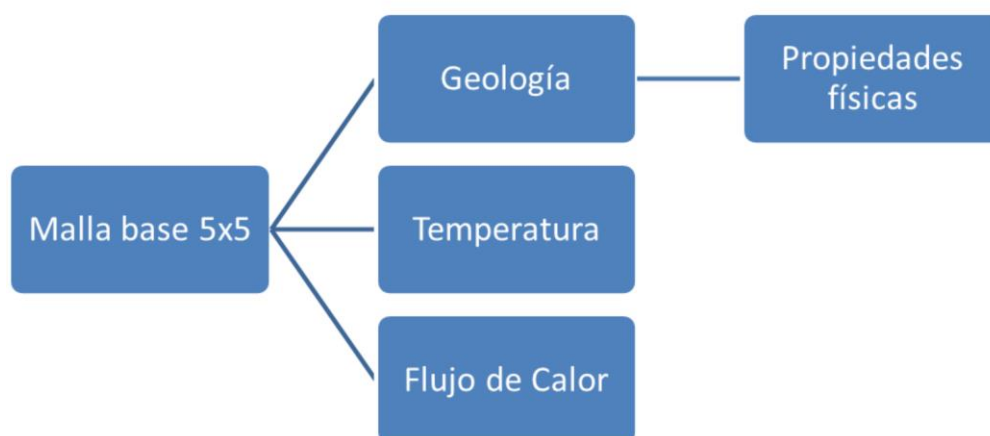 Geología
Propiedades
físicas
Malla base 5x5
Temperatura
Flujo de Calor